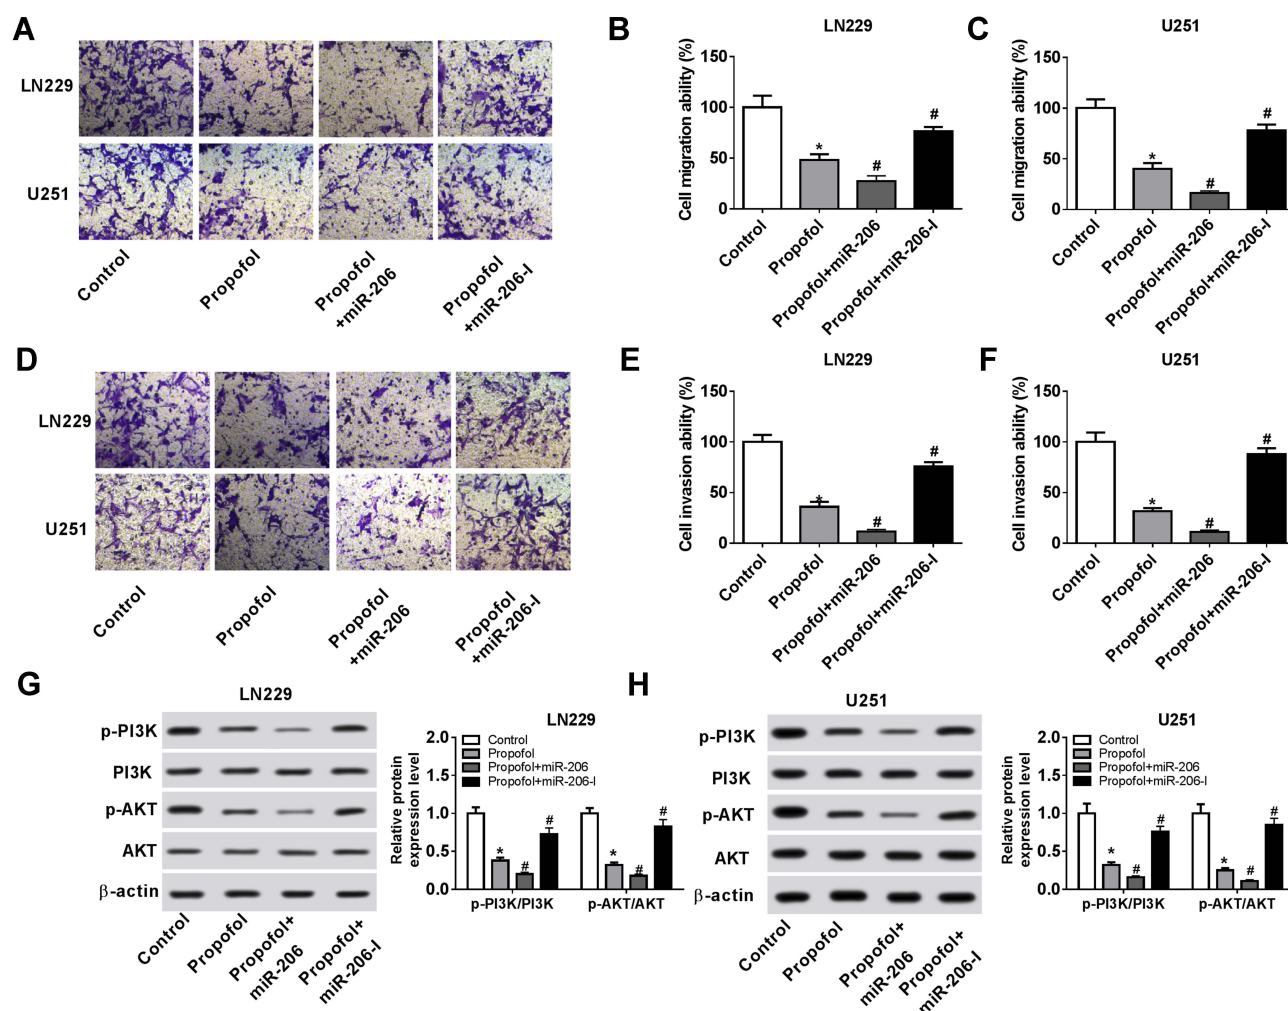 A
LN229
U251
Control
Propofol
Propofol
+miR-206
Propofol
+miR-206-I
B
LN229
Cell migration ability (%)
150
100
50
0
*
#
#
Control
Propofol
Propofol+miR-206
Propofol+miR-206-I
C
U251
Cell migration ability (%)
150
100
50
0
*
#
#
Control
Propofol
Propofol+miR-206
Propofol+miR-206-I
D
LN229
U251
Control
Propofol
Propofol
+miR-206
Propofol
+miR-206-I
E
LN229
Cell invasion ability (%)
150
100
50
0
*
#
#
Control
Propofol
Propofol+miR-206
Propofol+miR-206-I
F
U251
Cell invasion ability (%)
150
100
50
0
*
#
#
Control
Propofol
Propofol+miR-206
Propofol+miR-206-I
G
LN229
p-PI3K
PI3K
p-AKT
AKT
β-actin
Control
Propofol
Propofol+
miR-206
Propofol+
miR-206-I
LN229
Relative protein
expression level
2.0
1.5
1.0
0.5
0.0
Control
Propofol
Propofol+miR-206
Propofol+miR-206-I
*
#
#
*
#
#
p-PI3K/PI3K
p-AKT/AKT
H
U251
p-PI3K
PI3K
p-AKT
AKT
β-actin
Control
Propofol
Propofol+
miR-206
Propofol+
miR-206-I
U251
Relative protein
expression level
2.0
1.5
1.0
0.5
0.0
Control
Propofol
Propofol+miR-206
Propofol+miR-206-I
*
#
#
*
#
#
p-PI3K/PI3K
p-AKT/AKT